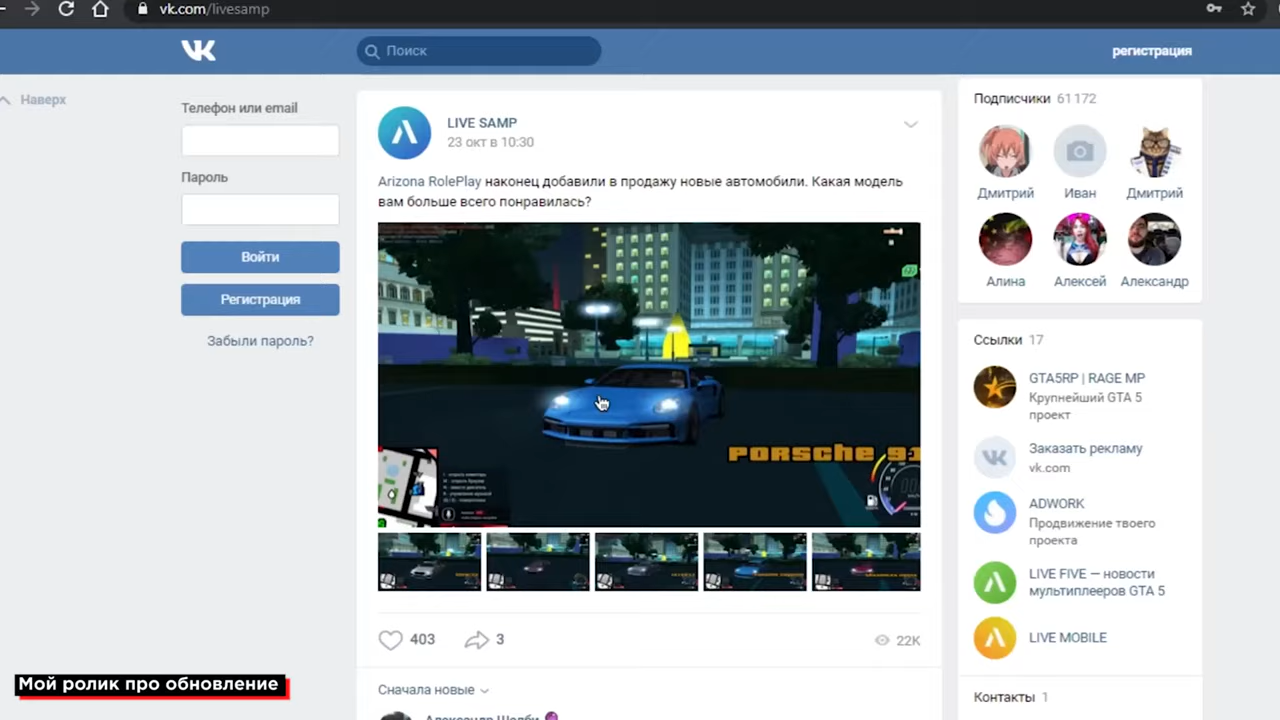 vk.com/livesamp
Поиск
регистрация
Наверх
Телефон или email
Пароль
Войти
Регистрация
Забыли пароль?
LIVE SAMP
23 окт в 10:30
Arizona RolePlay наконец добавили в продажу новые автомобили. Какая модель
вам больше всего понравилась?
PORSCHE 91
403
3
22K
Сначала новые
Александр Шелби
Подписчики 61 172
Дмитрий
Иван
Дмитрий
Алина
Алексей
Александр
Ссылки 17
GTA5RP | RAGE MP
Крупнейший GTA 5
проект
Заказать рекламу
vk.com
ADWORK
Продвижение твоего
проекта
LIVE FIVE — новости
мультиплееров GTA 5
LIVE MOBILE
Контакты 1
Мой ролик про обновление